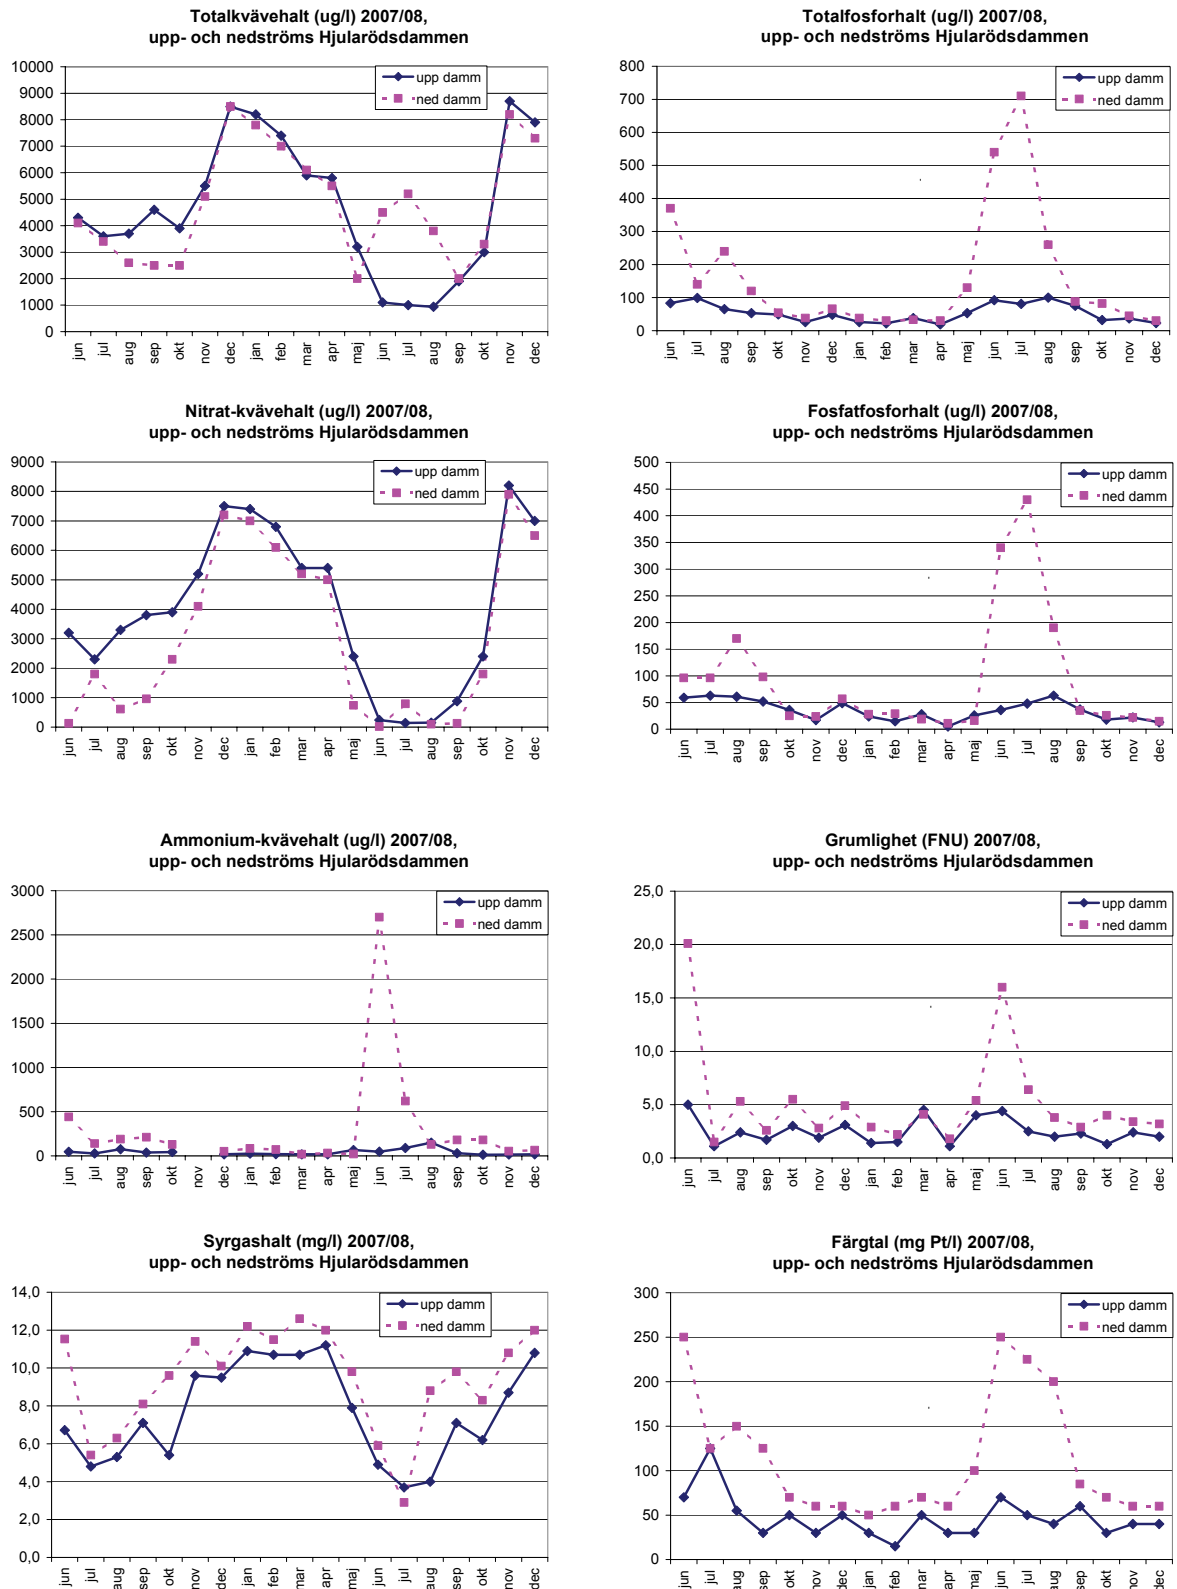 Totalkvävehalt (ug/l) 2007/08,
upp- och nedströms Hjularödsdammen
10000
9000
8000
7000
6000
5000
4000
3000
2000
1000
0
upp damm
ned damm
jun jul aug sep okt nov dec jan feb mar apr maj jun jul aug sep okt nov dec
Totalfosforhalt (ug/l) 2007/08,
upp- och nedströms Hjularödsdammen
800
700
600
500
400
300
200
100
0
upp damm
ned damm
jun jul aug sep okt nov dec jan feb mar apr maj jun jul aug sep okt nov dec
Nitrat-kvävehalt (ug/l) 2007/08,
upp- och nedströms Hjularödsdammen
9000
8000
7000
6000
5000
4000
3000
2000
1000
0
upp damm
ned damm
jun jul aug sep okt nov dec jan feb mar apr maj jun jul aug sep okt nov dec
Fosfatfosforhalt (ug/l) 2007/08,
upp- och nedströms Hjularödsdammen
500
450
400
350
300
250
200
150
100
50
0
upp damm
ned damm
jun jul aug sep okt nov dec jan feb mar apr maj jun jul aug sep okt nov dec
Ammonium-kvävehalt (ug/l) 2007/08,
upp- och nedströms Hjularödsdammen
3000
2500
2000
1500
1000
500
0
upp damm
ned damm
jun jul aug sep okt nov dec jan feb mar apr maj jun jul aug sep okt nov dec
Grumlighet (FNU) 2007/08,
upp- och nedströms Hjularödsdammen
25,0
20,0
15,0
10,0
5,0
0,0
upp damm
ned damm
jun jul aug sep okt nov dec jan feb mar apr maj jun jul aug sep okt nov dec
Syrgashalt (mg/l) 2007/08,
upp- och nedströms Hjularödsdammen
14,0
12,0
10,0
8,0
6,0
4,0
2,0
0,0
upp damm
ned damm
jun jul aug sep okt nov dec jan feb mar apr maj jun jul aug sep okt nov dec
Färgtal (mg Pt/l) 2007/08,
upp- och nedströms Hjularödsdammen
300
250
200
150
100
50
0
upp damm
ned damm
jun jul aug sep okt nov dec jan feb mar apr maj jun jul aug sep okt nov dec